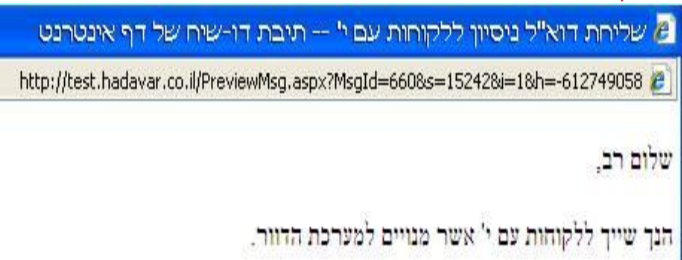 שליחת דוא"ל ניסיון ללקוחות עם י' -- תיבת דו-שיח של דף אינטרנט
http://test.hadavar.co.il/PreviewMsg.aspx?MsgId=660&s=15242&i=1&h=-612749058
שלום רב,
הנך שייך ללקוחות עם י' אשר מנויים למערכת הדוור.